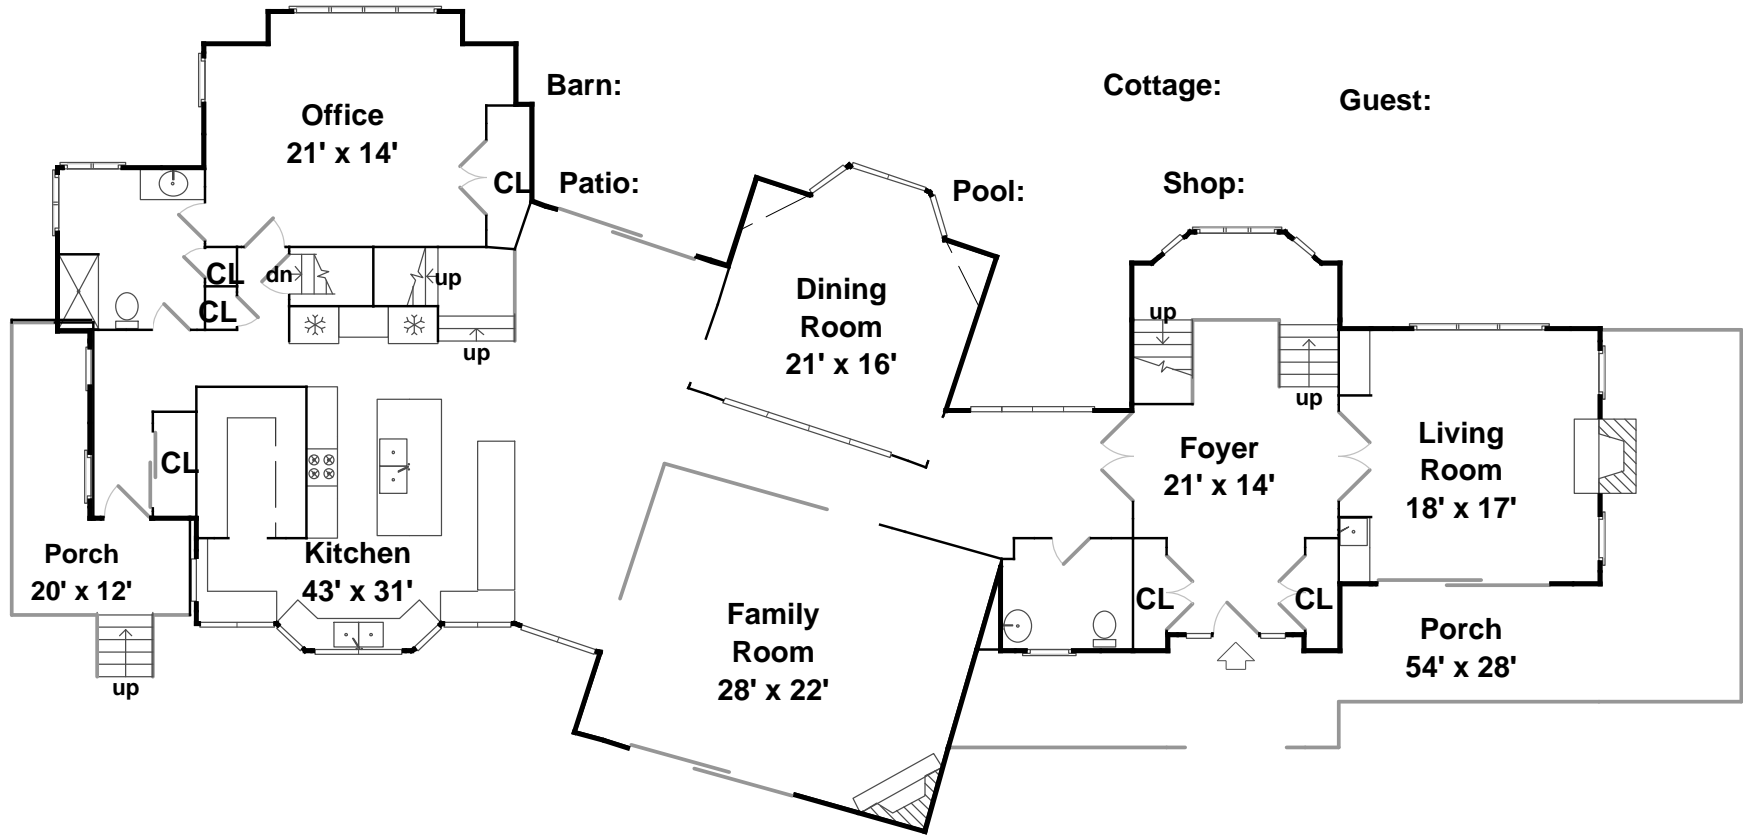 Barn:
Cottage:
Guest:
Office
21' x 14'
CL
Patio:
Pool:
Shop:
CL
dn
up
CL
up
Dining
Room
21' x 16'
up
up
CL
Foyer
21' x 14'
Living
Room
18' x 17'
Porch
20' x 12'
Kitchen
43' x 31'
Family
Room
28' x 22'
CL
CL
Porch
54' x 28'
up